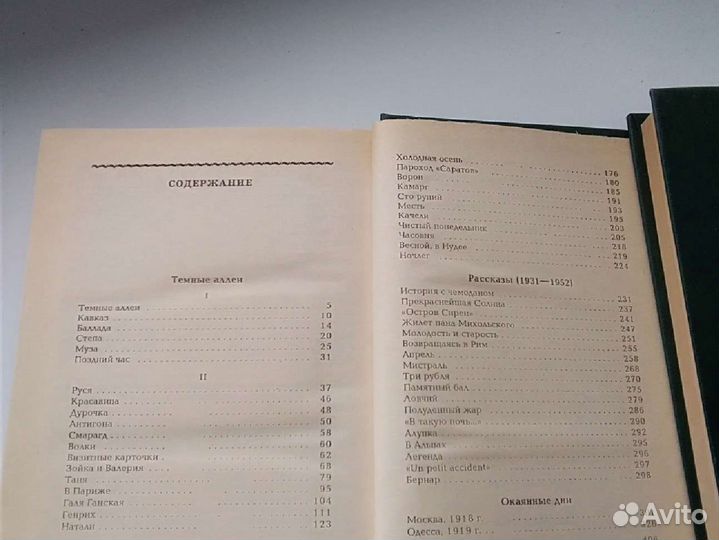 СОДЕРЖАНИЕ
Темные аллеи
I
Темные аллеи 5
Кавказ 10
Баллада 14
Степа 20
Муза 25
Поздний час 31
II
Руся 37
Красавица 46
Дурочка 48
Антигона 50
Смарагд 58
Волки 60
Визитные карточки 62
Зойка и Валерия 68
Таня 79
В Париже 95
Галя Ганская 104
Генрих 111
Натали 123
Холодная осень 176
Пароход «Саратов» 180
Ворон 185
Камарг 191
Сто рупий 193
Месть 195
Качели 203
Чистый понедельник 205
Часовня 218
Весной, в Иудее 219
Ночлег 224
Рассказы (1931—1952)
История с чемоданом 231
Прекраснейшая Солнца 237
«Остров Сирен» 241
Жилет пана Михольского 247
Молодость и старость 251
Возвращаясь в Рим 255
Апрель 258
Мистраль 268
Три рубля 270
Памятный бал 275
Ловчий 279
Полуденный жар 286
«В такую ночь...» 290
Алупка 292
В Альпах 295
Легенда 296
«Un petit accident» 297
Бернар 298
Окаянные дни
Москва, 1918 г.
Одесса, 1919 г.
Avito